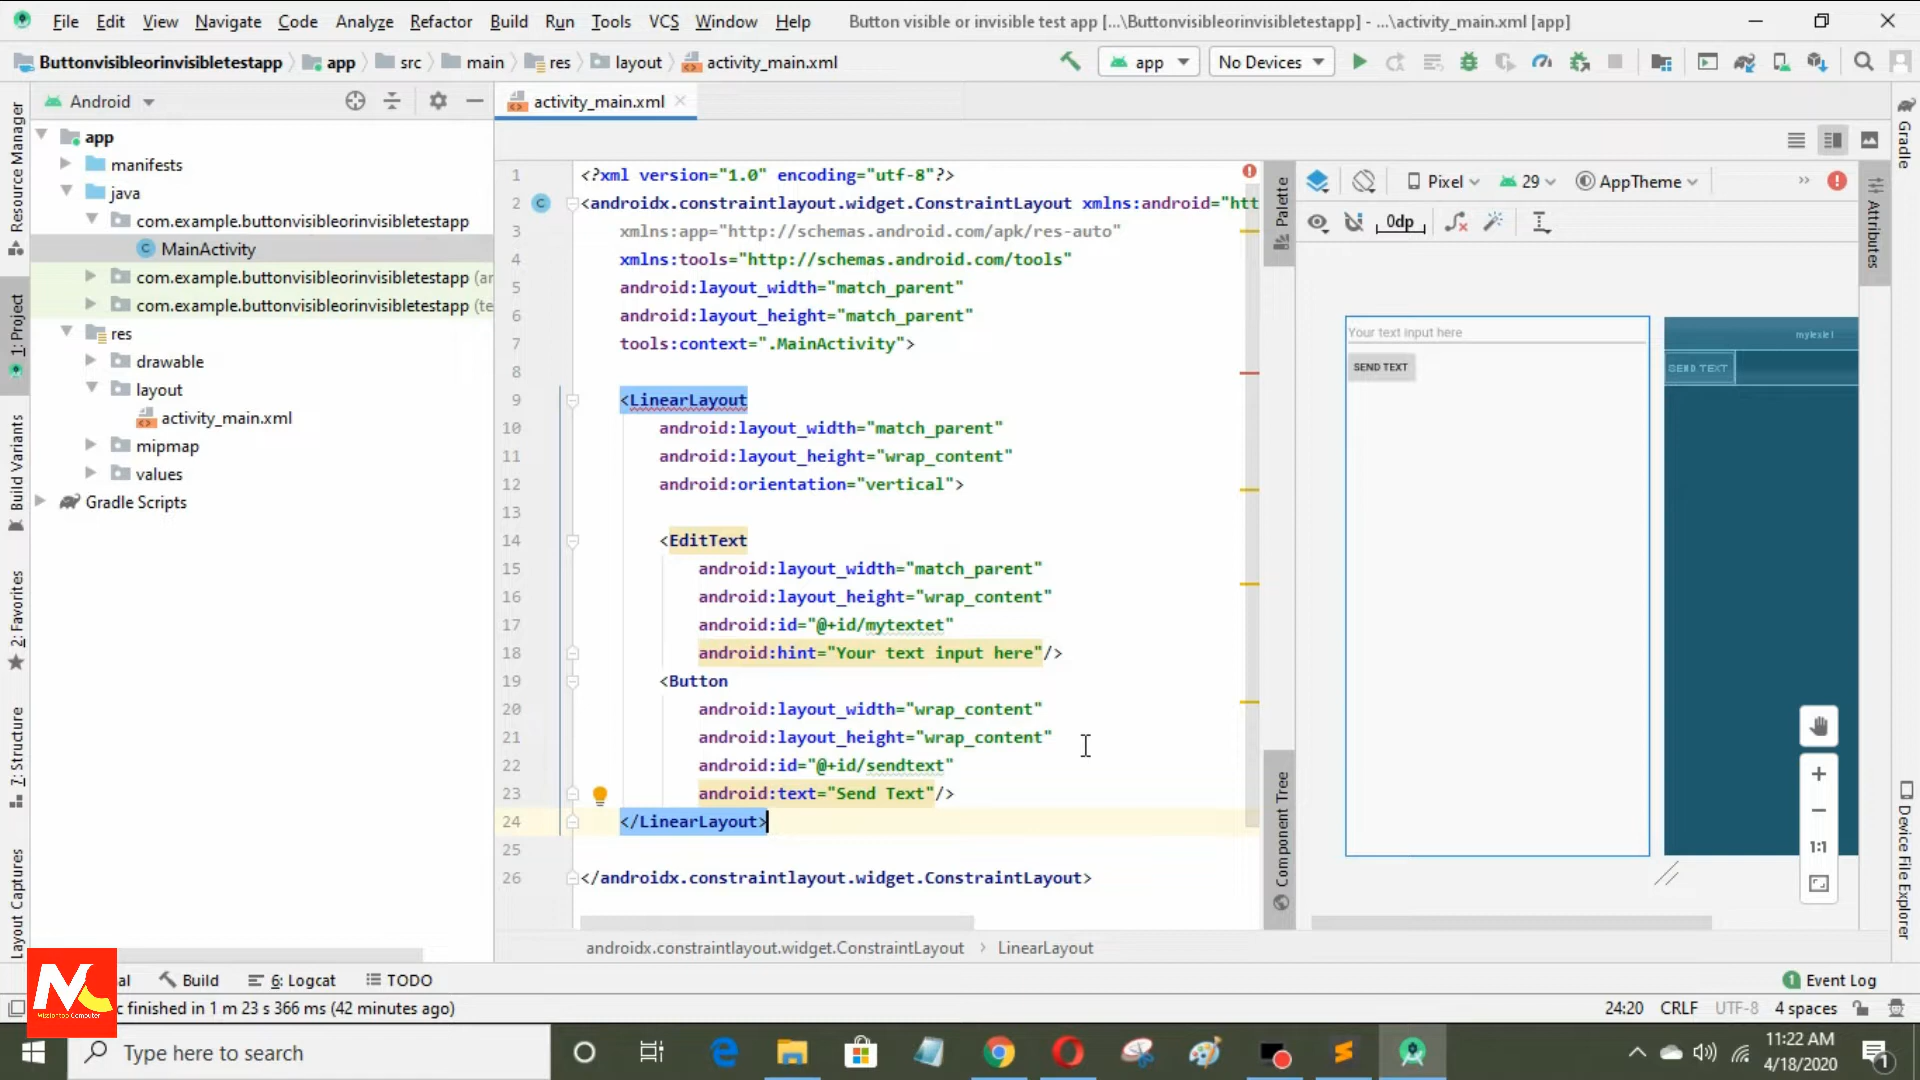 File Edit View Navigate Code Analyze Refactor Build Run Tools VCS Window Help Button visible or invisible test app [...\Buttonvisibleorinvisibletestapp] - ...\activity_main.xml [app]
Buttonvisibleorinvisibletestapp app src main res layout activity_main.xml app No Devices
Android
activity_main.xml
app
manifests
java
com.example.buttonvisibleorinvisibletestapp
MainActivity
com.example.buttonvisibleorinvisibletestapp (ar
com.example.buttonvisibleorinvisibletestapp (te
res
drawable
layout
activity_main.xml
mipmap
values
Gradle Scripts
Resource Manager
1: Project
Build Variants
2: Favorites
7: Structure
Layout Captures
1 <?xml version="1.0" encoding="utf-8"?>
2 <androidx.constraintlayout.widget.ConstraintLayout xmlns:android="htt
3 xmlns:app="http://schemas.android.com/apk/res-auto"
4 xmlns:tools="http://schemas.android.com/tools"
5 android:layout_width="match_parent"
6 android:layout_height="match_parent"
7 tools:context=".MainActivity">
8
9 <LinearLayout
10 android:layout_width="match_parent"
11 android:layout_height="wrap_content"
12 android:orientation="vertical">
13
14 <EditText
15 android:layout_width="match_parent"
16 android:layout_height="wrap_content"
17 android:id="@+id/mytextet"
18 android:hint="Your text input here"/>
19 <Button
20 android:layout_width="wrap_content"
21 android:layout_height="wrap_content"
22 android:id="@+id/sendtext"
23 android:text="Send Text"/>
24 </LinearLayout>
25
26 </androidx.constraintlayout.widget.ConstraintLayout>
androidx.constraintlayout.widget.ConstraintLayout > LinearLayout
Palette
Component Tree
Pixel 29 AppTheme
0dp
Your text input here
SEND TEXT
mytextet
SEND TEXT
1:1
Gradle
Attributes
Device File Explorer
al Build 6: Logcat TODO
Event Log
c finished in 1 m 23 s 366 ms (42 minutes ago)
24:20 CRLF UTF-8 4 spaces
Type here to search
11:22 AM
4/18/2020
1